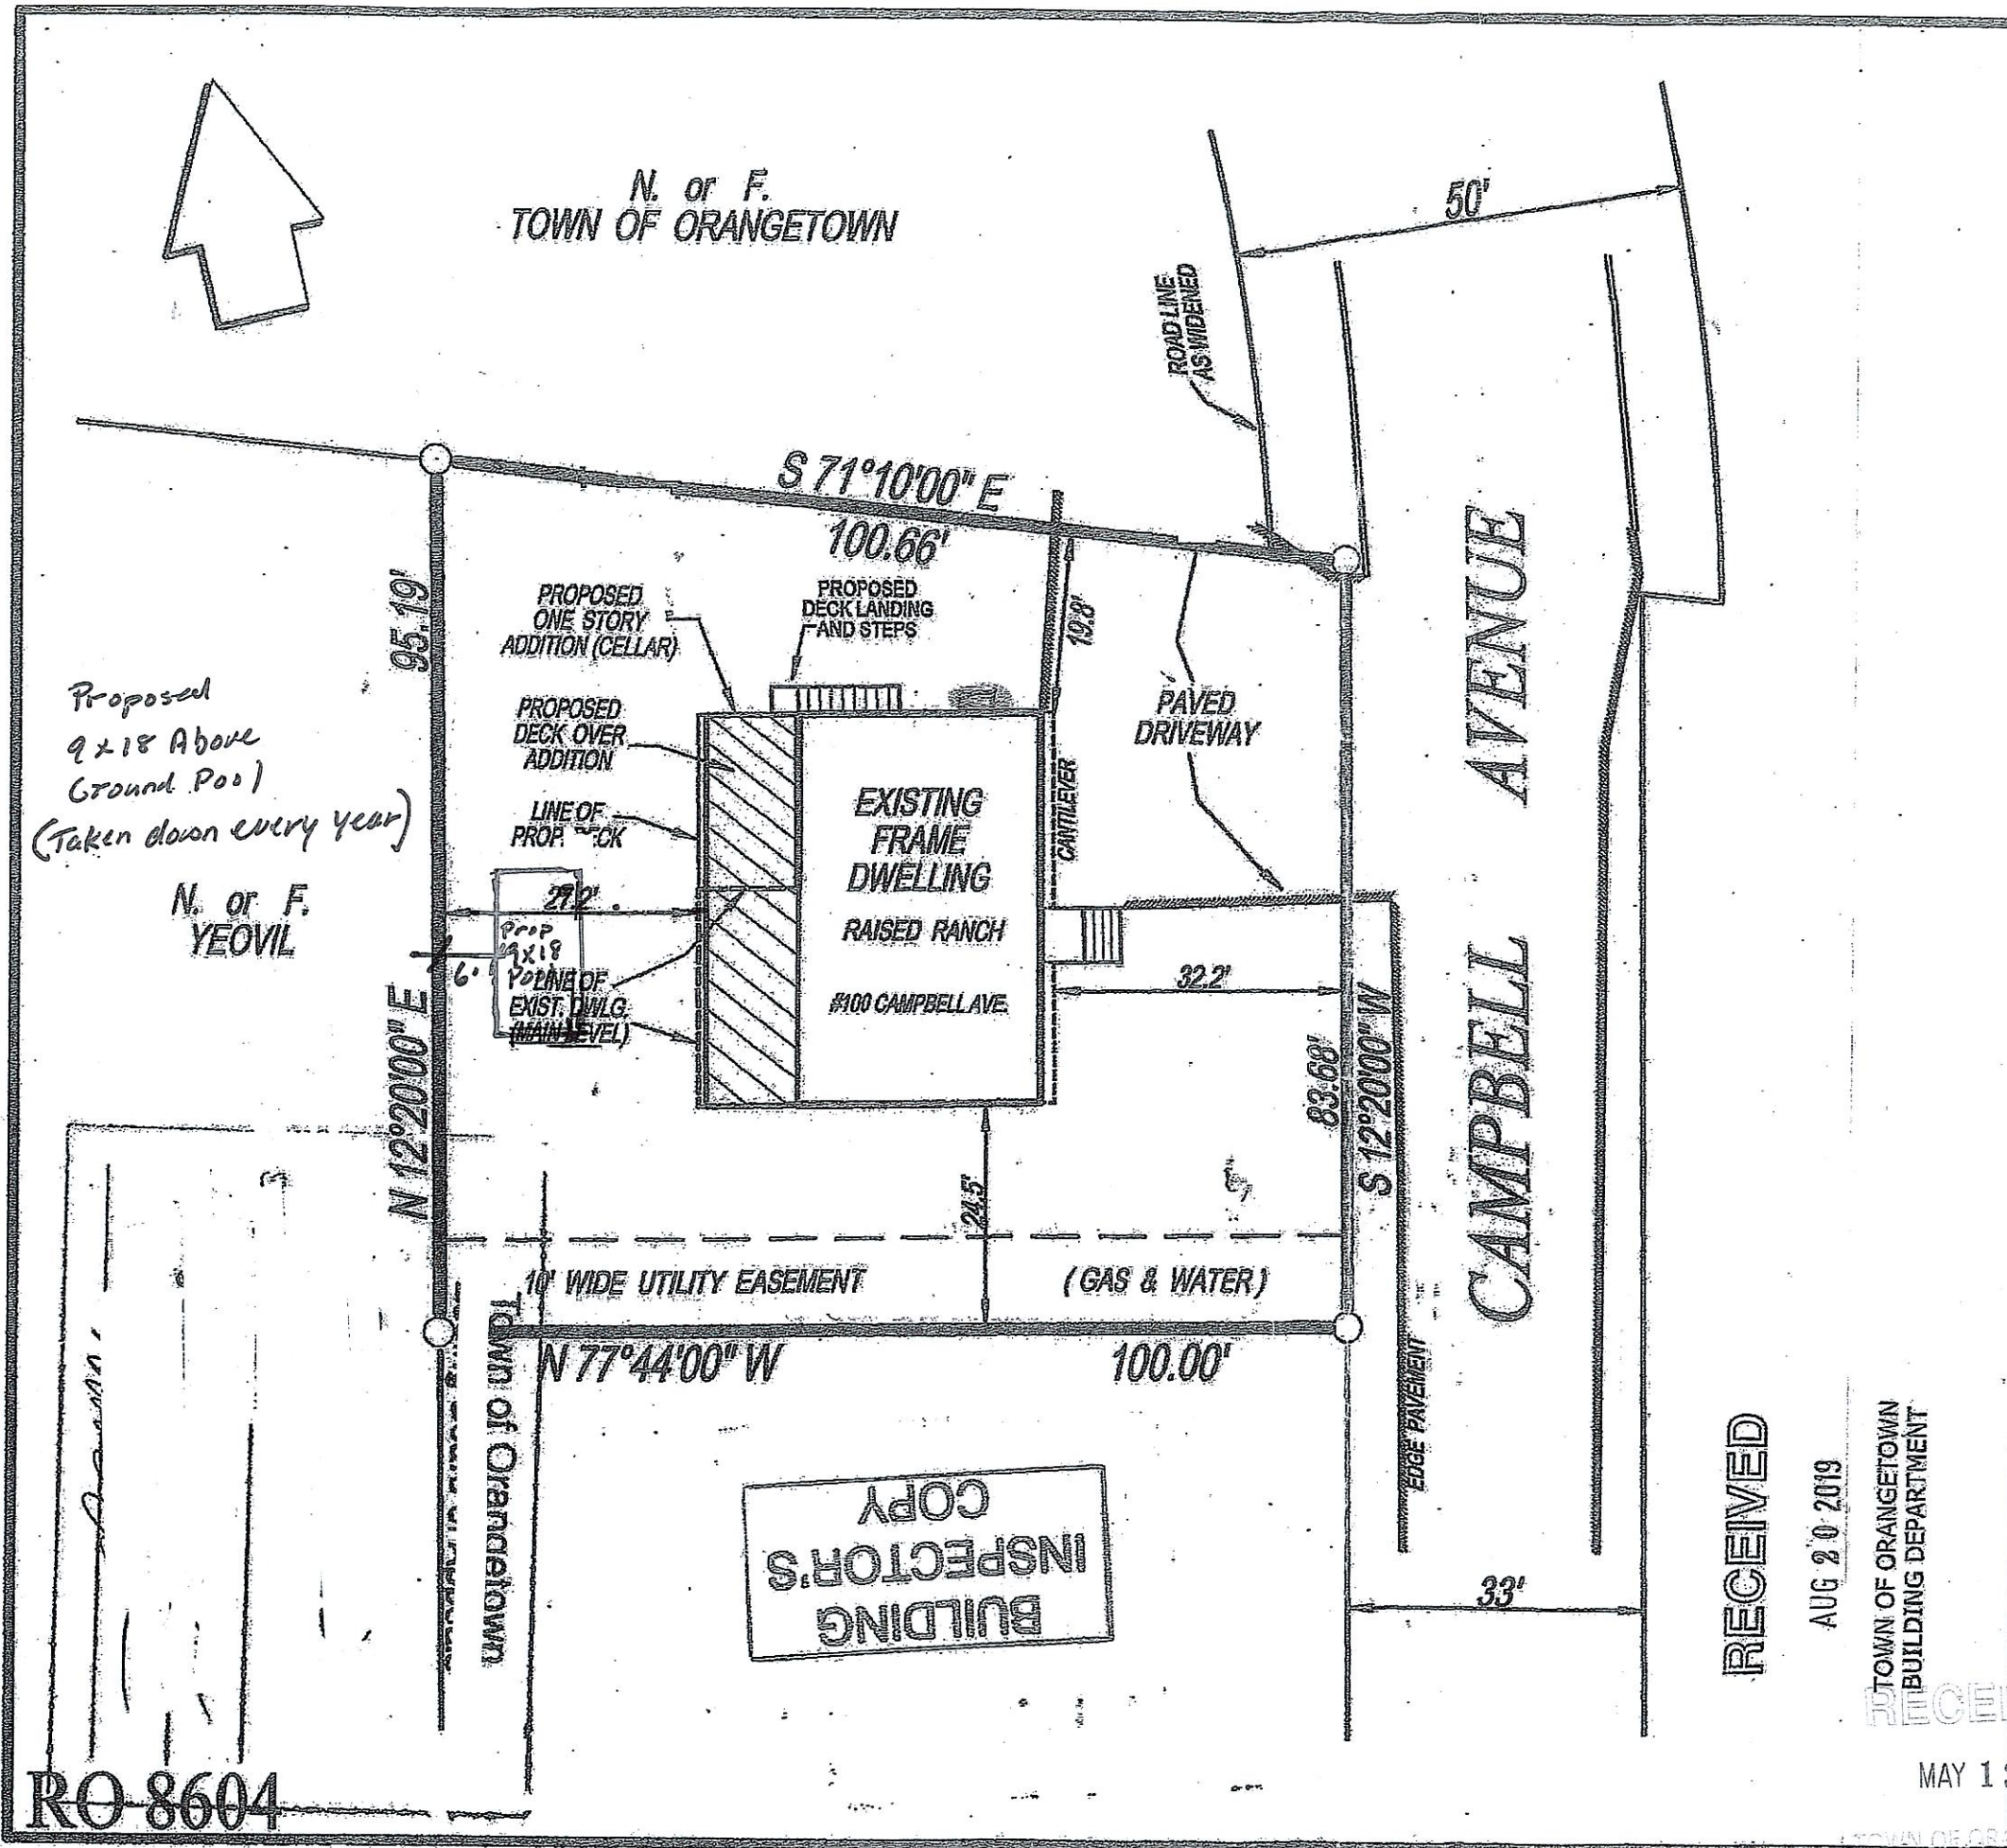 N. or F.
TOWN OF ORANGETOWN
50'
ROAD LINE
AS WIDENED
S 71°10'00" E
100.66'
95.19'
N 12°20'00" E
PROPOSED
ONE STORY
ADDITION (CELLAR)
PROPOSED
DECK LANDING
AND STEPS
19.8'
PROPOSED
DECK OVER
ADDITION
LINE OF
PROP.
PAVED
DRIVEWAY
CANTILEVER
Proposed
9x18 Above
Ground Pool
(Taken down every year)
N. or F.
YEOVIL
27.2'
6'
Prop
9x18
LINE OF
EXIST. DWLG.
(MAIN LEVEL)
EXISTING
FRAME
DWELLING
RAISED RANCH
#100 CAMPBELL AVE.
32.2'
83.68'
S 12°20'00" W
CAMPBELL AVENUE
24.5'
10' WIDE UTILITY EASEMENT (GAS & WATER)
N 77°44'00" W 100.00'
EDGE PAVEMENT
Town of Orangetown
BUILDING
INSPECTOR'S
COPY
33'
RECEIVED
AUG 20 2019
TOWN OF ORANGETOWN
BUILDING DEPARTMENT
MAY
RO 8604